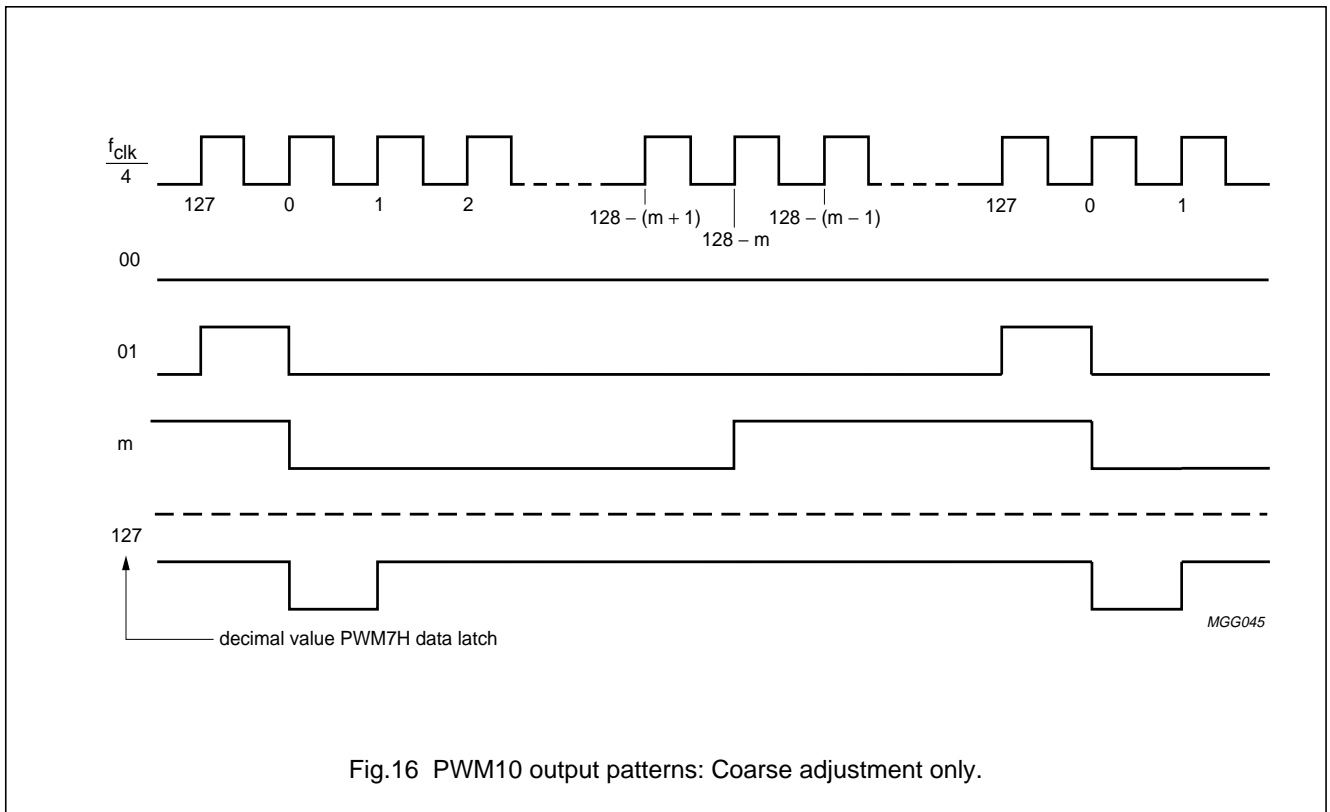 f_clk
4
127 0 1 2 128 – (m + 1) 128 – (m – 1) 127 0 1
128 – m
00
01
m
127
decimal value PWM7H data latch
MGG045
Fig.16 PWM10 output patterns: Coarse adjustment only.